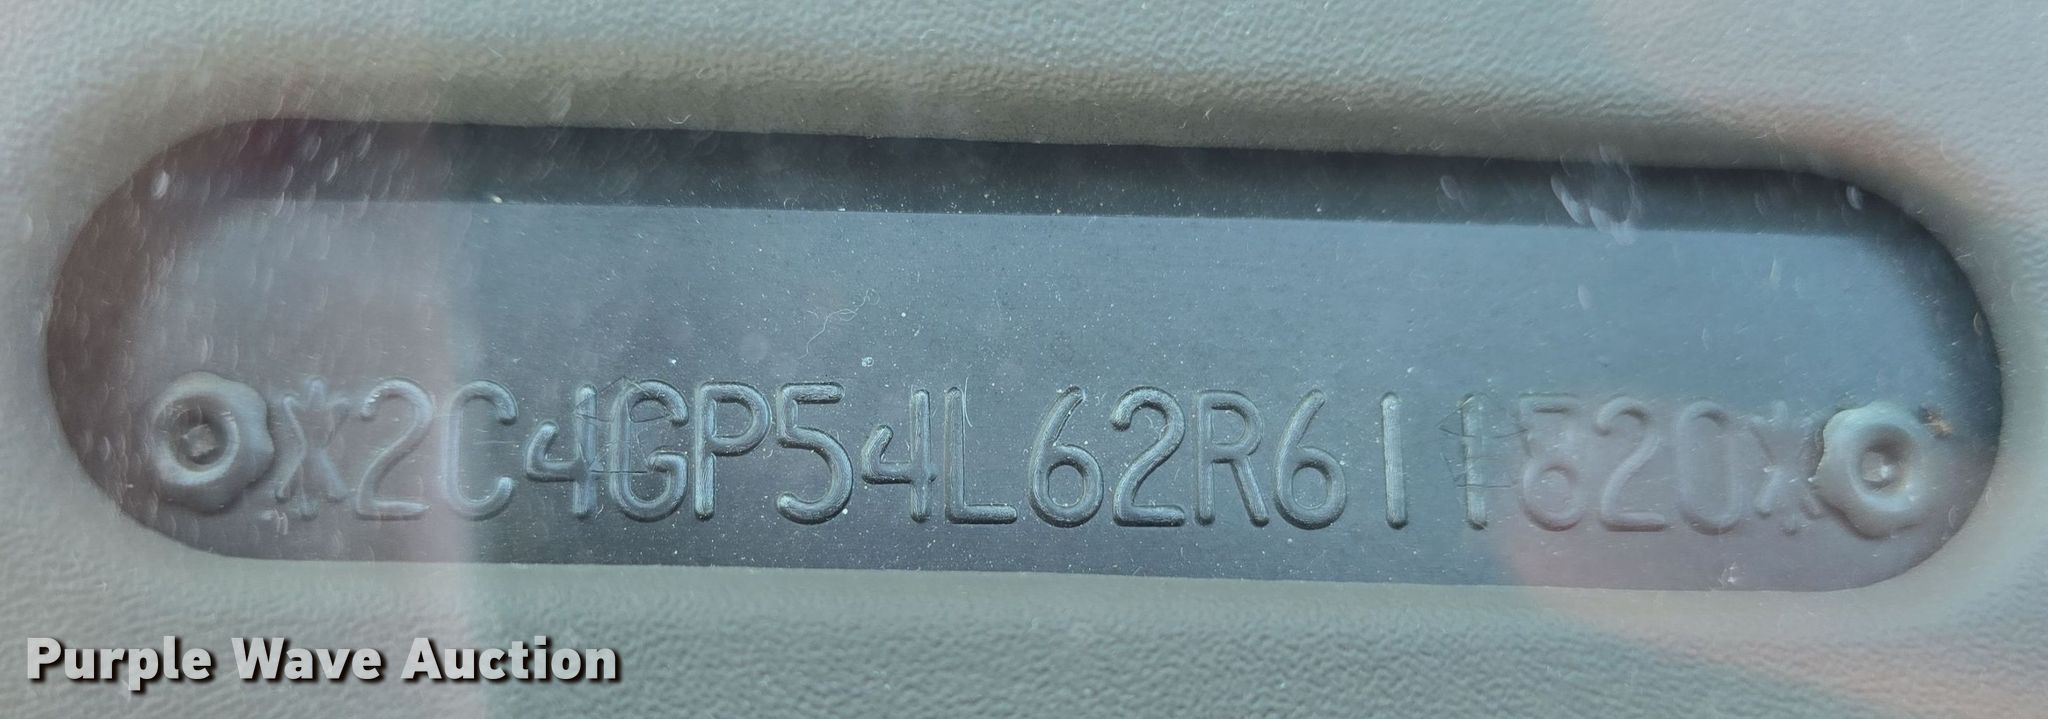 *2C4GP54L62R611820*
Purple Wave Auction